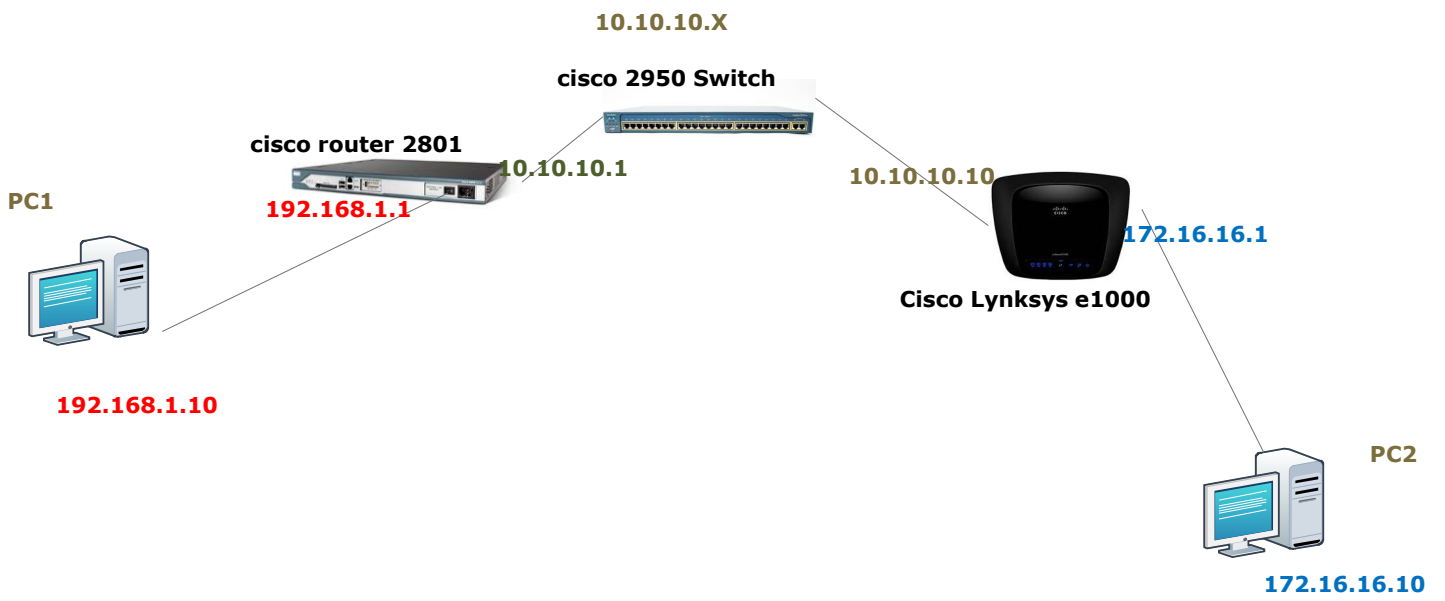 10.10.10.X
cisco 2950 Switch
cisco router 2801
10.10.10.1
10.10.10.10
PC1
192.168.1.1
172.16.16.1
Cisco Lynksys e1000
192.168.1.10
PC2
172.16.16.10